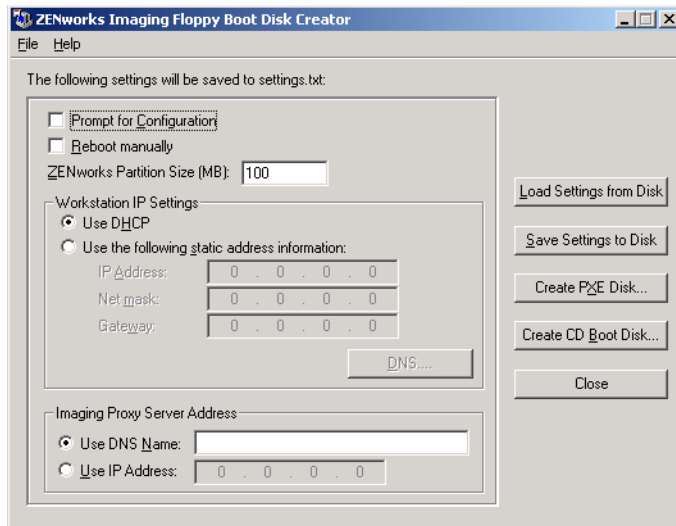 ZENworks Imaging Floppy Boot Disk Creator
File Help
The following settings will be saved to settings.txt:
Prompt for Configuration
Reboot manually
ZENworks Partition Size (MB): 100
Workstation IP Settings
Use DHCP
Use the following static address information:
IP Address: 0 . 0 . 0 . 0
Net mask: 0 . 0 . 0 . 0
Gateway: 0 . 0 . 0 . 0
DNS....
Imaging Proxy Server Address
Use DNS Name:
Use IP Address: 0 . 0 . 0 . 0
Load Settings from Disk
Save Settings to Disk
Create PXE Disk...
Create CD Boot Disk...
Close